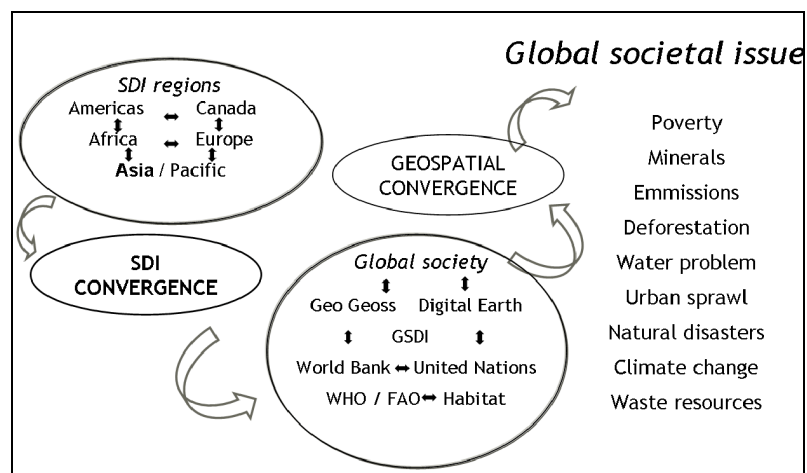 Global societal issue
SDI regions
Americas Canada
Africa Europe
Asia / Pacific
SDI
CONVERGENCE
GEOSPATIAL
CONVERGENCE
Global society
Geo Geoss Digital Earth
GSDI
World Bank United Nations
WHO / FAO Habitat
Poverty
Minerals
Emmissions
Deforestation
Water problem
Urban sprawl
Natural disasters
Climate change
Waste resources